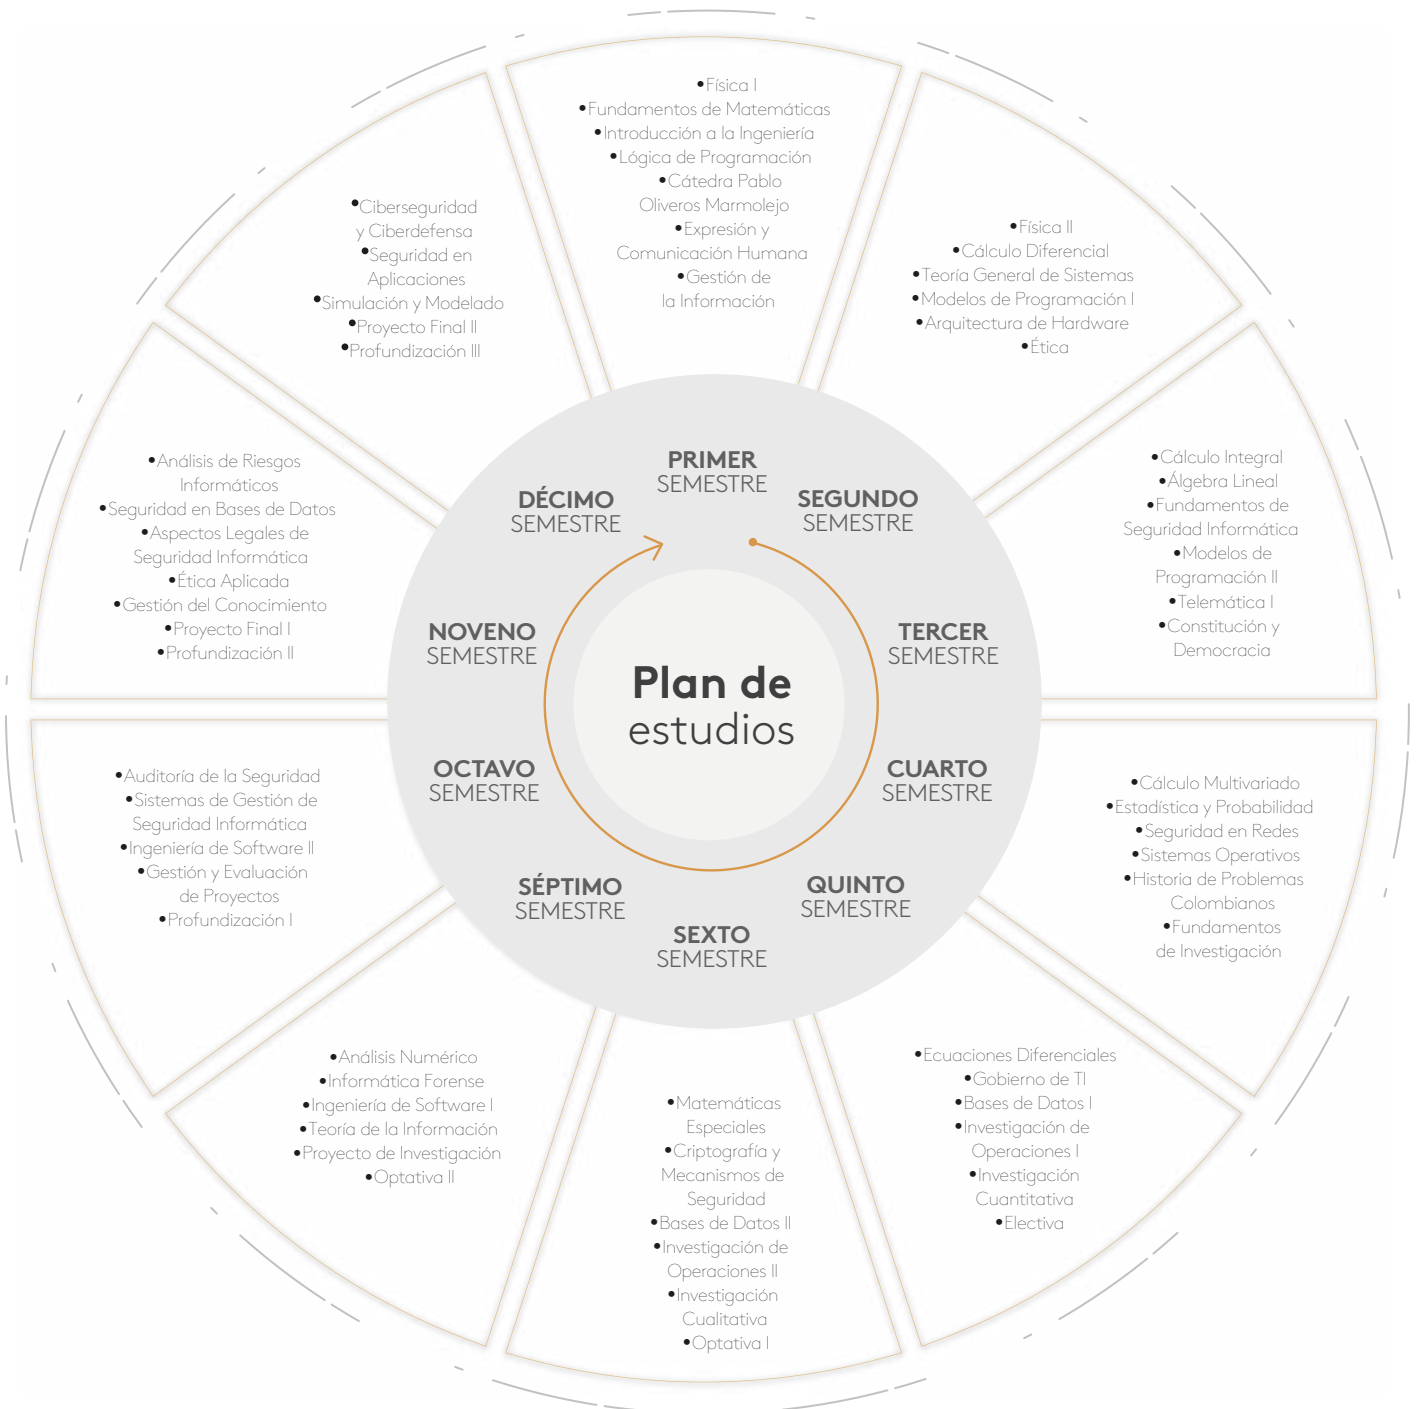 Plan de
estudios
PRIMER
SEMESTRE
•Física I
•Fundamentos de Matemáticas
•Introducción a la Ingeniería
•Lógica de Programación
•Cátedra Pablo
Oliveros Marmolejo
•Expresión y
Comunicación Humana
•Gestión de
la Información
SEGUNDO
SEMESTRE
•Física II
•Cálculo Diferencial
•Teoría General de Sistemas
•Modelos de Programación I
•Arquitectura de Hardware
•Ética
TERCER
SEMESTRE
•Cálculo Integral
•Álgebra Lineal
•Fundamentos de
Seguridad Informática
•Modelos de
Programación II
•Telemática I
•Constitución y
Democracia
CUARTO
SEMESTRE
•Cálculo Multivariado
•Estadística y Probabilidad
•Seguridad en Redes
•Sistemas Operativos
•Historia de Problemas
Colombianos
•Fundamentos
de Investigación
QUINTO
SEMESTRE
•Ecuaciones Diferenciales
•Gobierno de TI
•Bases de Datos I
•Investigación de
Operaciones I
•Investigación
Cuantitativa
•Electiva
SEXTO
SEMESTRE
•Matemáticas
Especiales
•Criptografía y
Mecanismos de
Seguridad
•Bases de Datos II
•Investigación de
Operaciones II
•Investigación
Cualitativa
•Optativa I
SÉPTIMO
SEMESTRE
•Análisis Numérico
•Informática Forense
•Ingeniería de Software I
•Teoría de la Información
•Proyecto de Investigación
•Optativa II
OCTAVO
SEMESTRE
•Auditoría de la Seguridad
•Sistemas de Gestión de
Seguridad Informática
•Ingeniería de Software II
•Gestión y Evaluación
de Proyectos
•Profundización I
NOVENO
SEMESTRE
•Análisis de Riesgos
Informáticos
•Seguridad en Bases de Datos
•Aspectos Legales de
Seguridad Informática
•Ética Aplicada
•Gestión del Conocimiento
•Proyecto Final I
•Profundización II
DÉCIMO
SEMESTRE
•Ciberseguridad
y Ciberdefensa
•Seguridad en
Aplicaciones
•Simulación y Modelado
•Proyecto Final II
•Profundización III